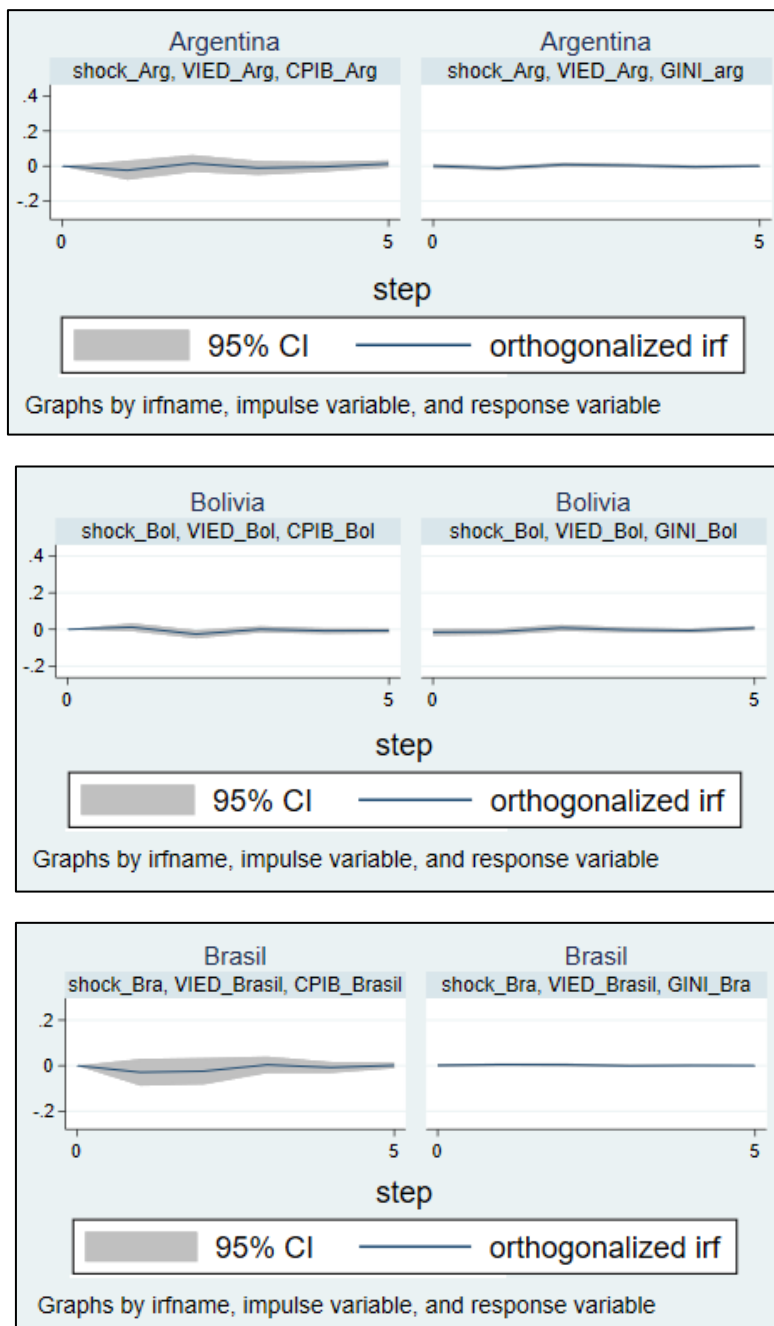 Argentina
Argentina
shock_Arg, VIED_Arg, CPIB_Arg
shock_Arg, VIED_Arg, GINI_arg
.4
.2
0
-.2
0
5
0
5
step
95% CI
orthogonalized irf
Graphs by irfname, impulse variable, and response variable
Bolivia
Bolivia
shock_Bol, VIED_Bol, CPIB_Bol
shock_Bol, VIED_Bol, GINI_Bol
.4
.2
0
-.2
0
5
0
5
step
95% CI
orthogonalized irf
Graphs by irfname, impulse variable, and response variable
Brasil
Brasil
shock_Bra, VIED_Brasil, CPIB_Brasil
shock_Bra, VIED_Brasil, GINI_Bra
.2
0
-.2
0
5
0
5
step
95% CI
orthogonalized irf
Graphs by irfname, impulse variable, and response variable